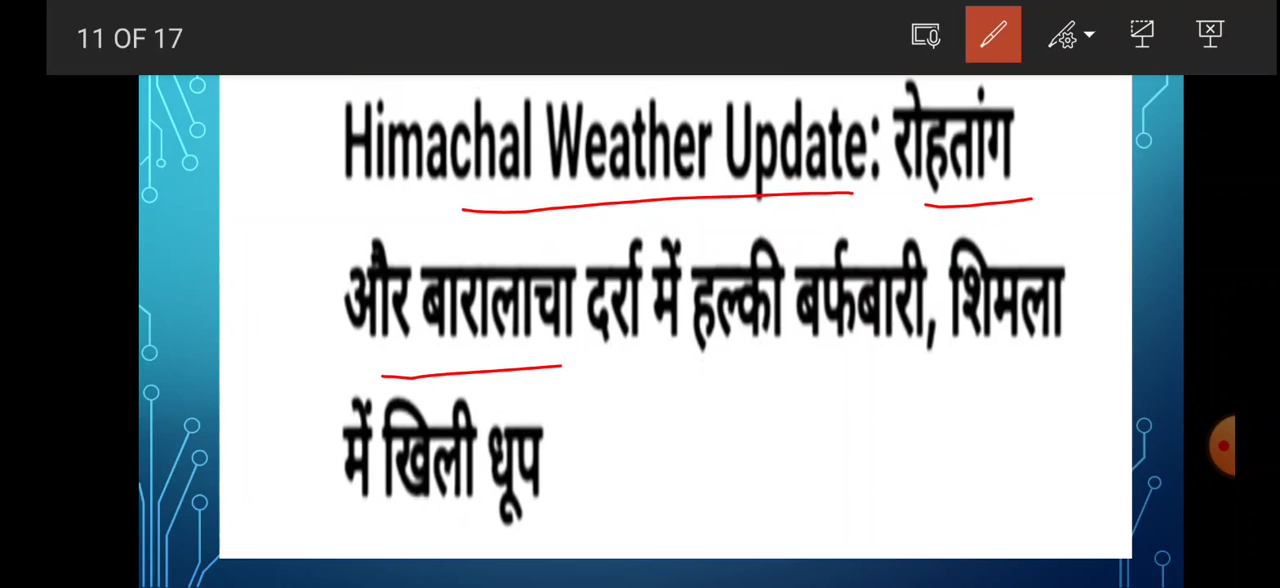 11 OF 17
Himachal Weather Update: रोहतांग
और बारालाचा दर्रा में हल्की बर्फबारी, शिमला
में खिली धूप